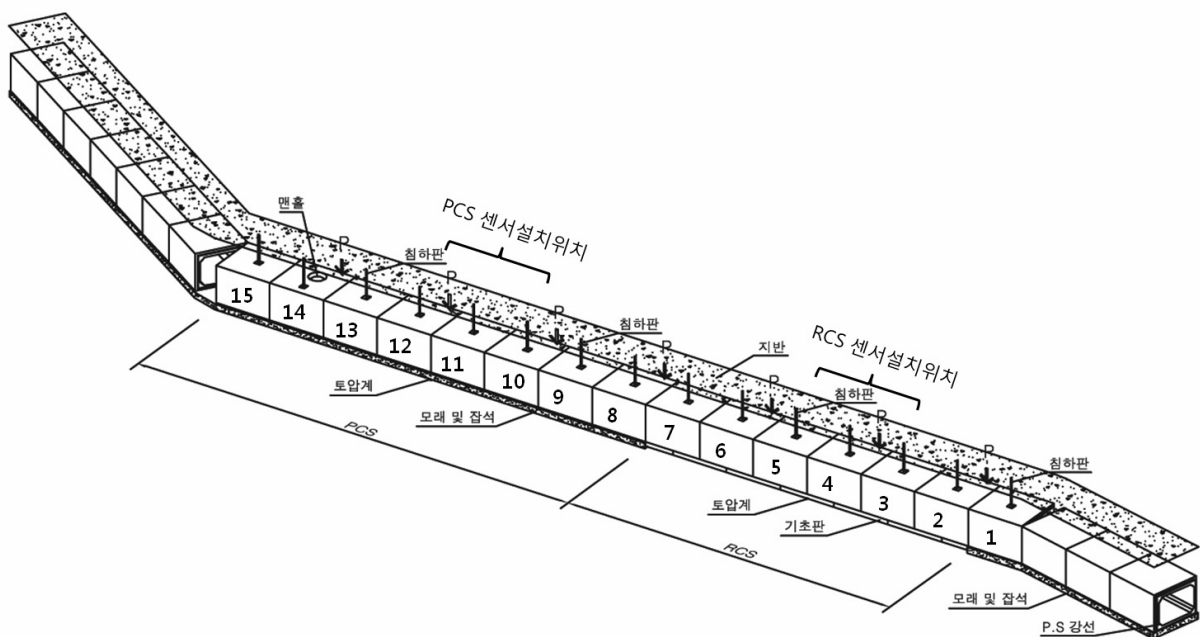 맨홀
P
침하판
PCS 센서설치위치
P
P
침하판
P
지반
RCS 센서설치위치
P
침하판
P
P
침하판
15
14
13
12
11
10
9
8
7
6
5
4
3
2
1
토압계
모래 및 잡석
PCS
토압계
기초판
RCS
모래 및 잡석
P.S 강선